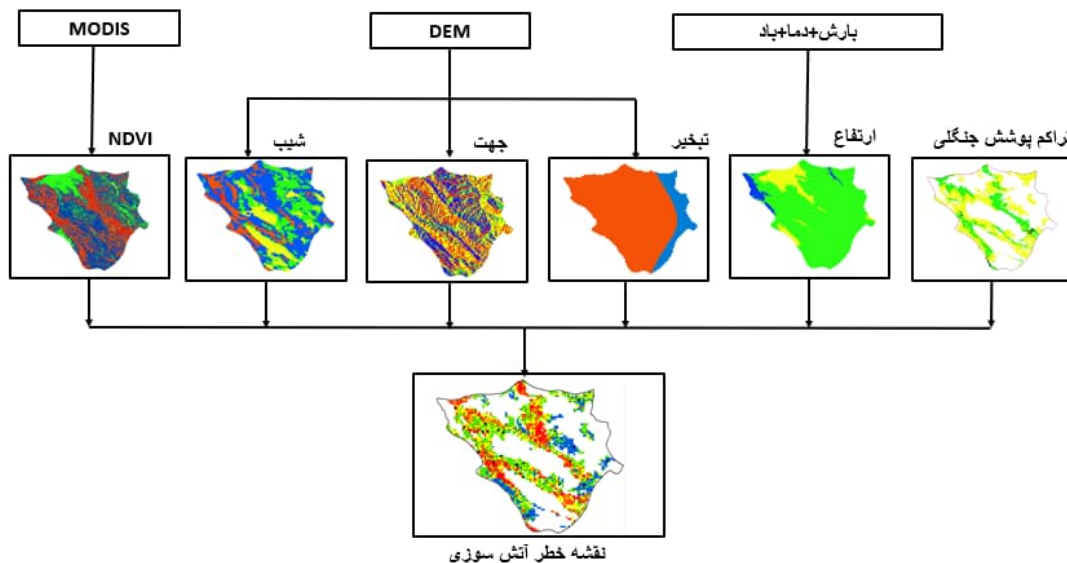 MODIS
DEM
بارش+دما+باد
NDVI
شیب
جهت
تبخیر
ارتفاع
تراکم پوشش جنگلی
نقشه خطر آتش سوزی